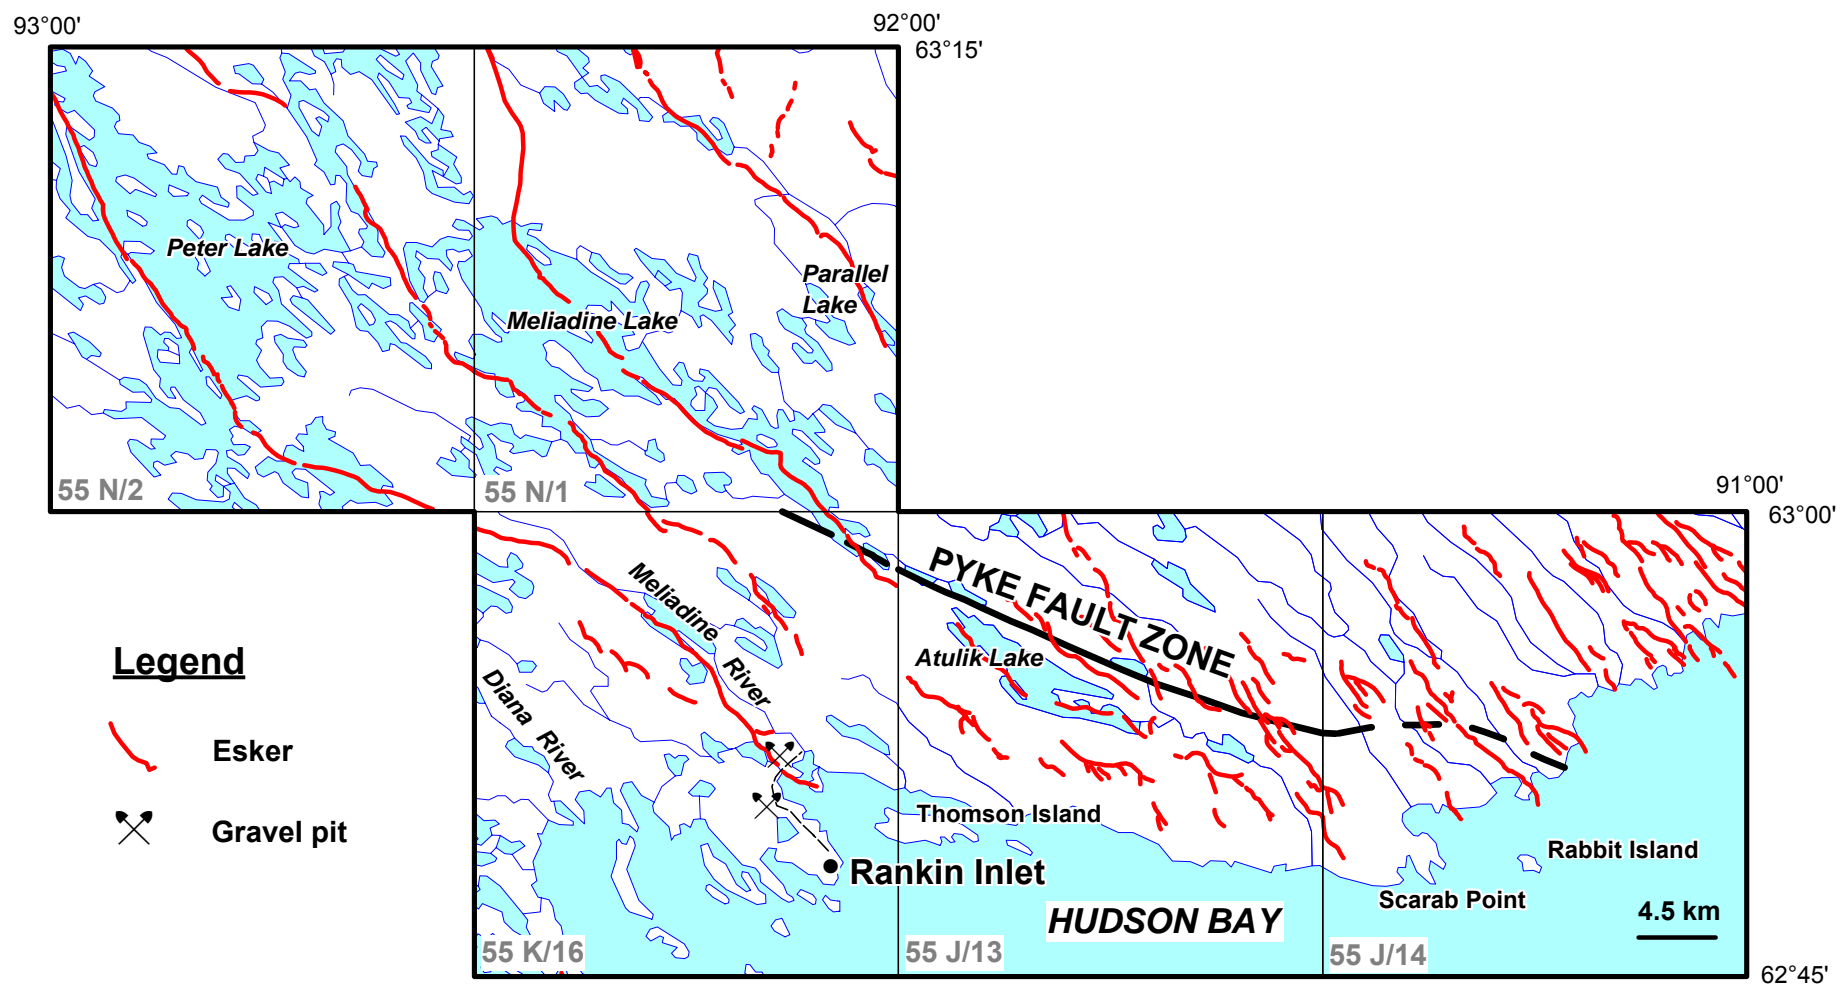 93°00'
92°00'
63°15'
Peter Lake
Parallel
Lake
Meliadine Lake
55 N/2
55 N/1
91°00'
63°00'
PYKE FAULT ZONE
Meliadine
River
Atulik Lake
Diana
River
Legend
Esker
Gravel pit
Thomson Island
Rankin Inlet
Rabbit Island
Scarab Point
HUDSON BAY
4.5 km
55 K/16
55 J/13
55 J/14
62°45'